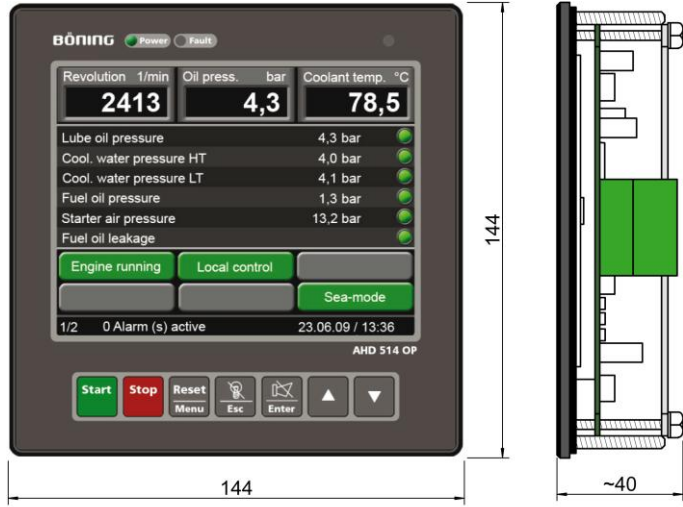 BÖNING Power Fault
Revolution 1/min Oil press. bar Coolant temp. °C
2413 4,3 78,5
Lube oil pressure 4,3 bar
Cool. water pressure HT 4,0 bar
Cool. water pressure LT 4,1 bar
Fuel oil pressure 1,3 bar
Starter air pressure 13,2 bar
Fuel oil leakage
Engine running Local control
Sea-mode
1/2 0 Alarm (s) active 23.06.09 / 13:36
AHD 514 OP
Start Stop Reset
Menu Esc Enter
144
144
~40